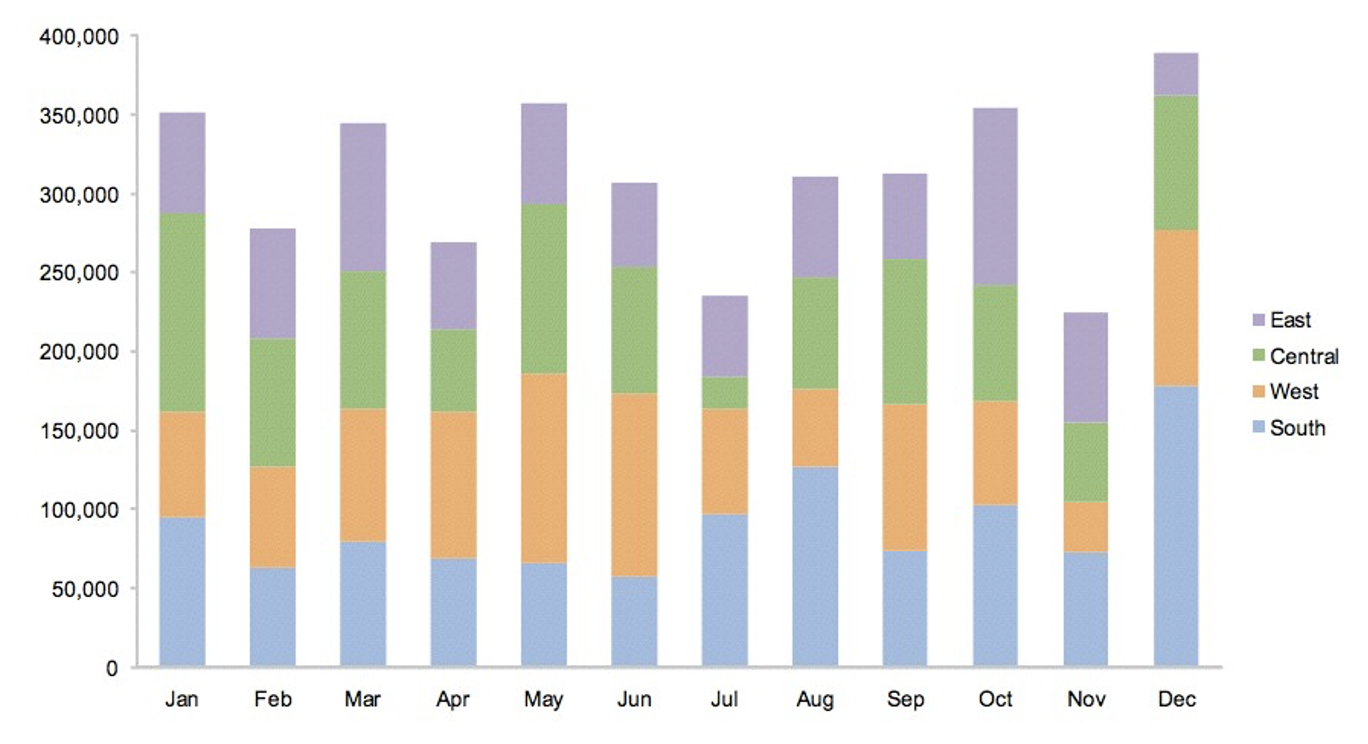 400,000
350,000
300,000
250,000
200,000
150,000
100,000
50,000
0
Jan Feb Mar Apr May Jun Jul Aug Sep Oct Nov Dec
East
Central
West
South